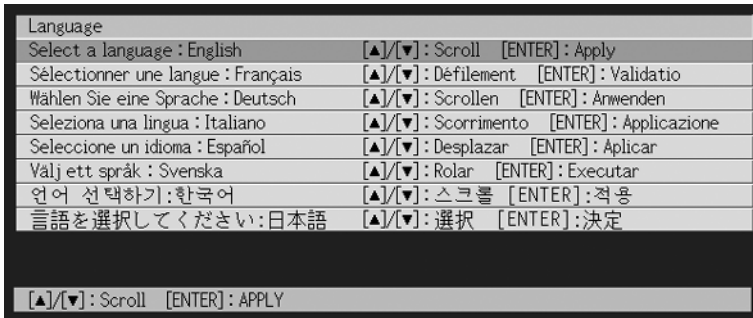 Language
Select a language : English [▲]/[▼] : Scroll [ENTER] : Apply
Sélectionner une langue : Français [▲]/[▼] : Défilement [ENTER] : Validatio
Wählen Sie eine Sprache : Deutsch [▲]/[▼] : Scrollen [ENTER] : Anwenden
Seleziona una lingua : Italiano [▲]/[▼] : Scorrimento [ENTER] : Applicazione
Seleccione un idioma : Español [▲]/[▼] : Desplazar [ENTER] : Aplicar
Välj ett språk : Svenska [▲]/[▼] : Rolar [ENTER] : Executar
언어 선택하기:한국어 [▲]/[▼]:스크롤 [ENTER]:적용
言語を選択してください:日本語 [▲]/[▼]:選択 [ENTER]:決定
[▲]/[▼] : Scroll [ENTER] : APPLY